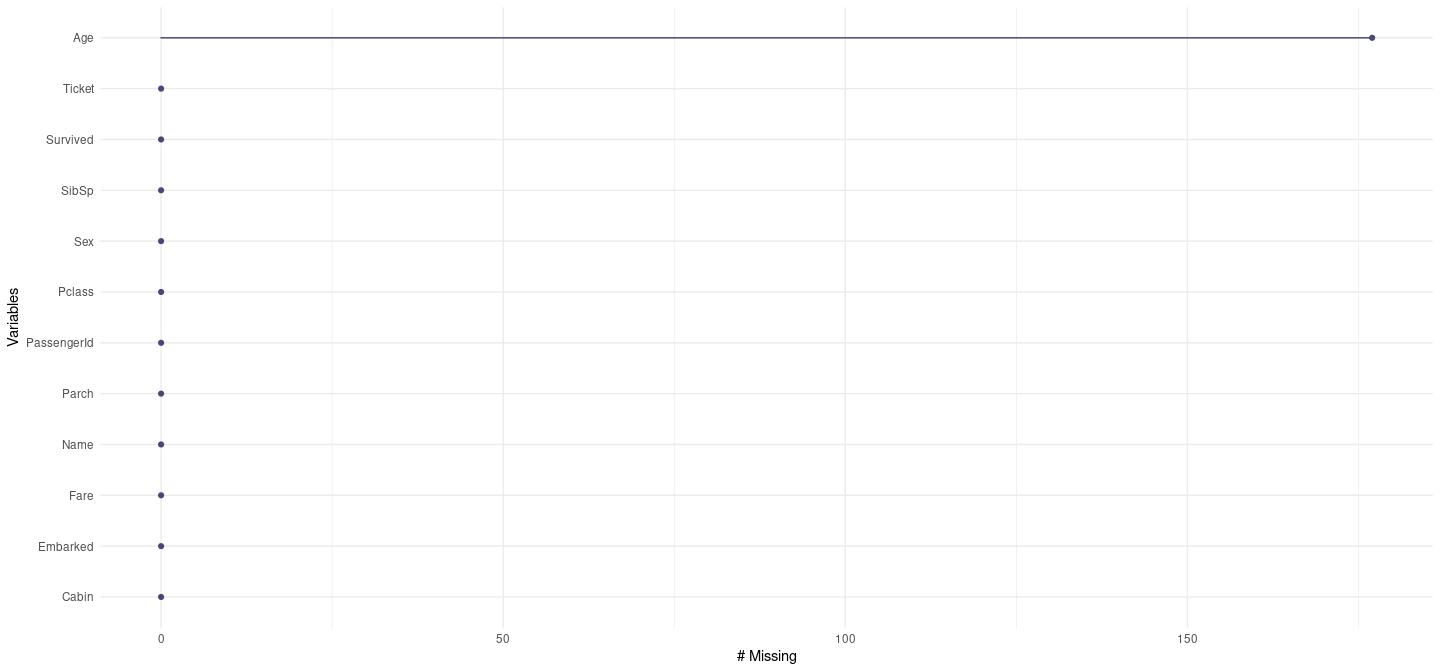 Age
Ticket
Survived
SibSp
Sex
Pclass
Variables
PassengerId
Parch
Name
Fare
Embarked
Cabin
0 50 100 150
# Missing